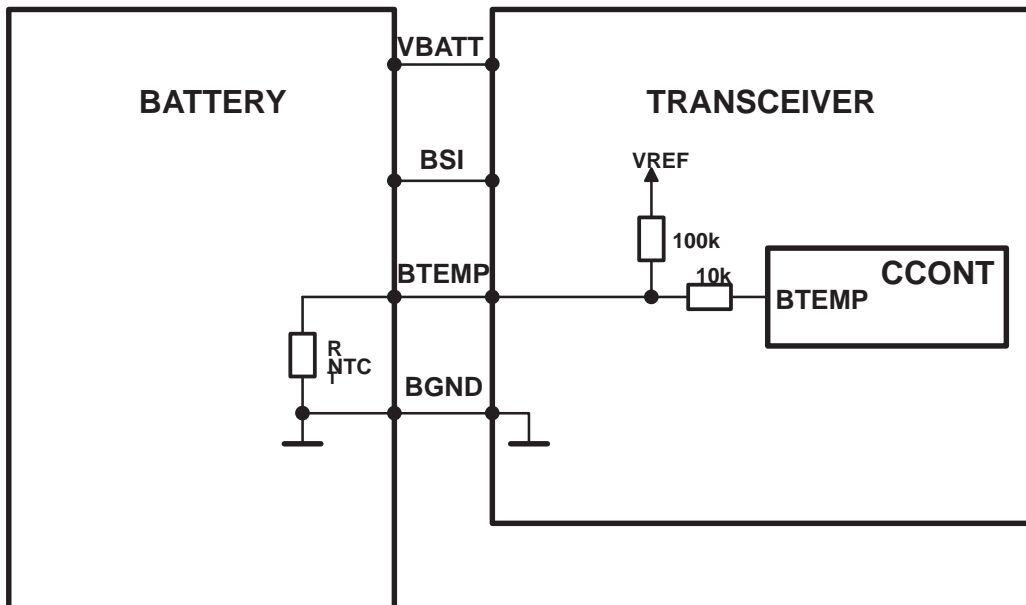 VBATT
BATTERY
TRANSCEIVER
BSI
VREF
100k
BTEMP
10k
CCONT
BTEMP
R
T
NTC
BGND